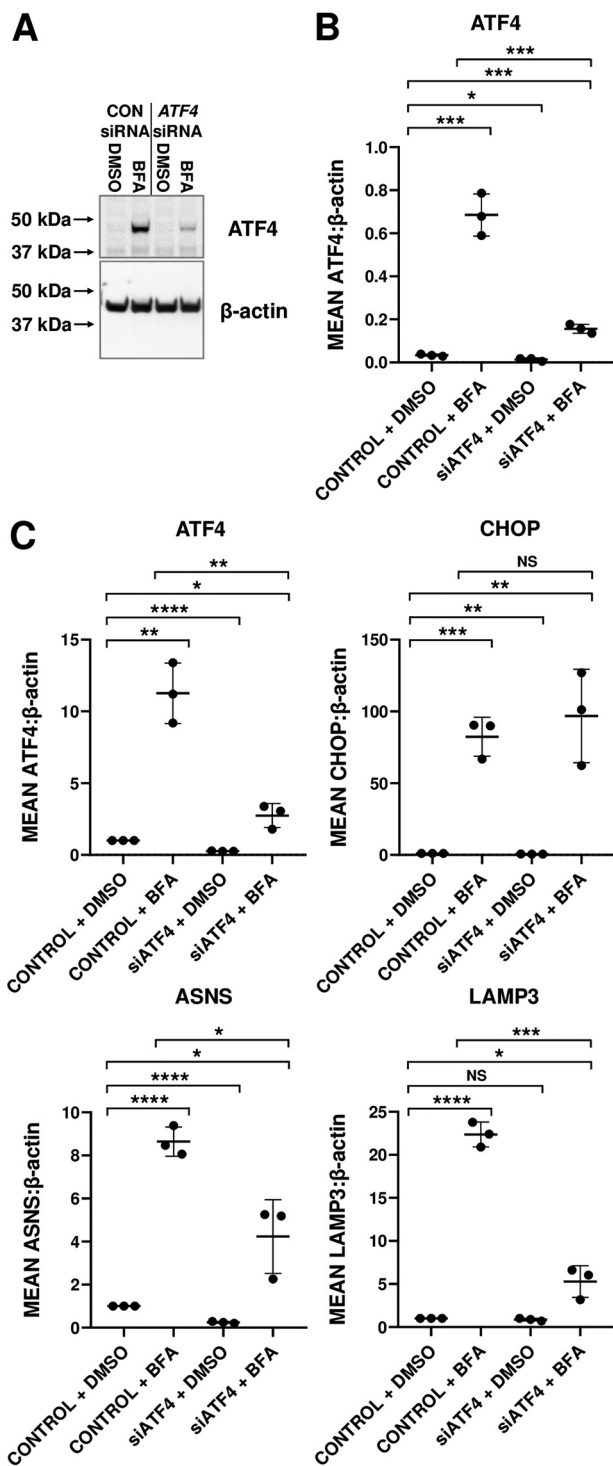 A
CON siRNA
ATF4 siRNA
DMSO
BFA
DMSO
BFA
50 kDa
37 kDa
ATF4
50 kDa
37 kDa
β-actin
B
ATF4
***
***
*
***
MEAN ATF4:β-actin
1.0
0.8
0.6
0.4
0.2
0.0
CONTROL + DMSO
CONTROL + BFA
siATF4 + DMSO
siATF4 + BFA
C
ATF4
**
*
****
**
MEAN ATF4:β-actin
15
10
5
0
CONTROL + DMSO
CONTROL + BFA
siATF4 + DMSO
siATF4 + BFA
CHOP
NS
**
**
***
MEAN CHOP:β-actin
150
100
50
0
CONTROL + DMSO
CONTROL + BFA
siATF4 + DMSO
siATF4 + BFA
ASNS
*
*
****
****
MEAN ASNS:β-actin
10
8
6
4
2
0
CONTROL + DMSO
CONTROL + BFA
siATF4 + DMSO
siATF4 + BFA
LAMP3
***
*
NS
****
MEAN LAMP3:β-actin
25
20
15
10
5
0
CONTROL + DMSO
CONTROL + BFA
siATF4 + DMSO
siATF4 + BFA